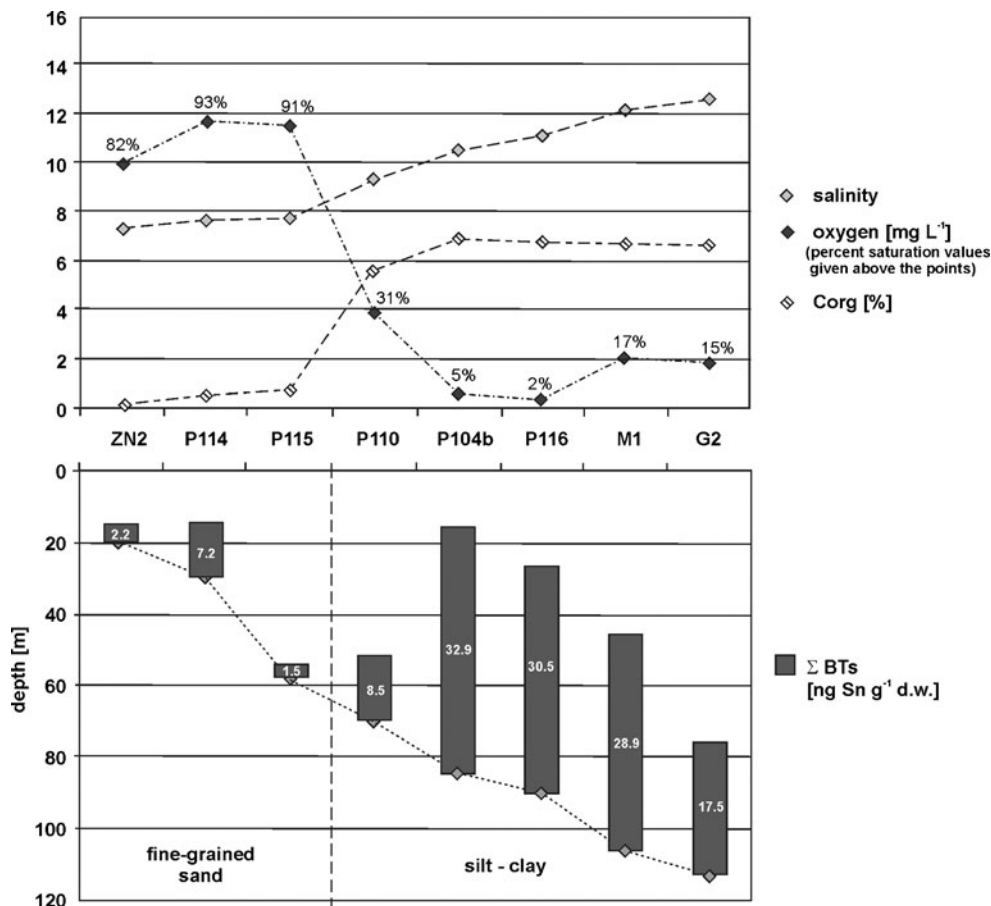 16
14
12
10
8
6
4
2
0
82%
93%
91%
31%
5%
2%
17%
15%
salinity
oxygen [mg L⁻¹]
(percent saturation values
given above the points)
Corg [%]
ZN2 P114 P115 P110 P104b P116 M1 G2
depth [m]
0
20
40
60
80
100
120
2.2
7.2
1.5
8.5
32.9
30.5
28.9
17.5
fine-grained
sand
silt - clay
Σ BTs
[ng Sn g⁻¹ d.w.]